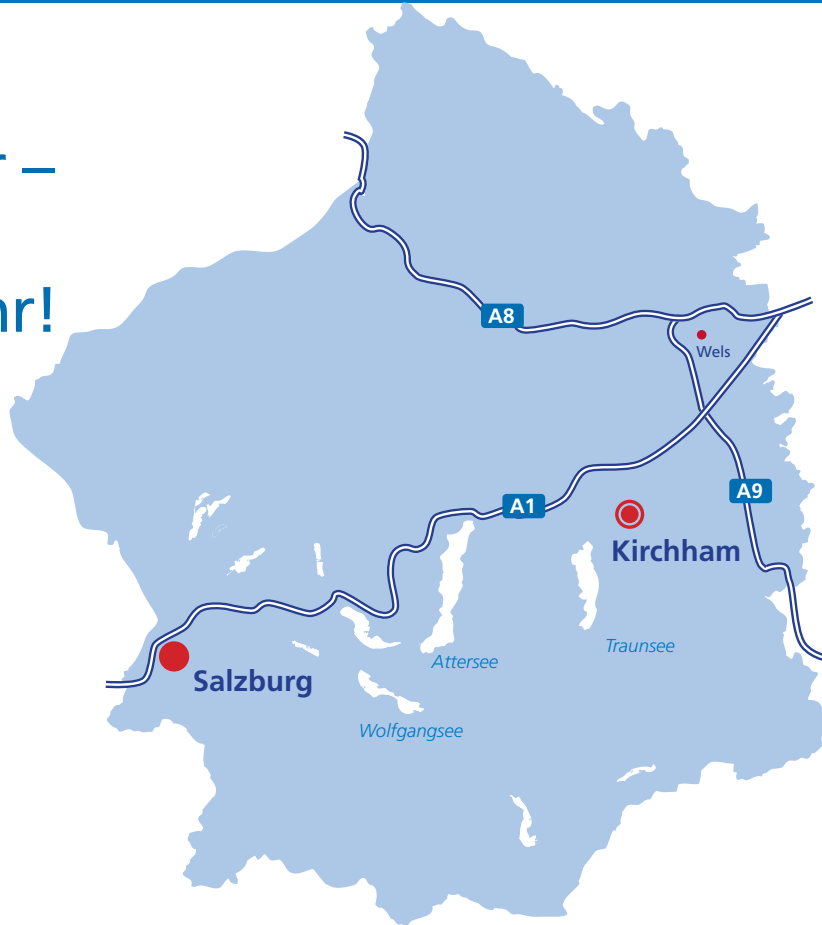 –
A8
Wels
A1
A9
Kirchham
Salzburg
Attersee
Traunsee
Wolfgangsee